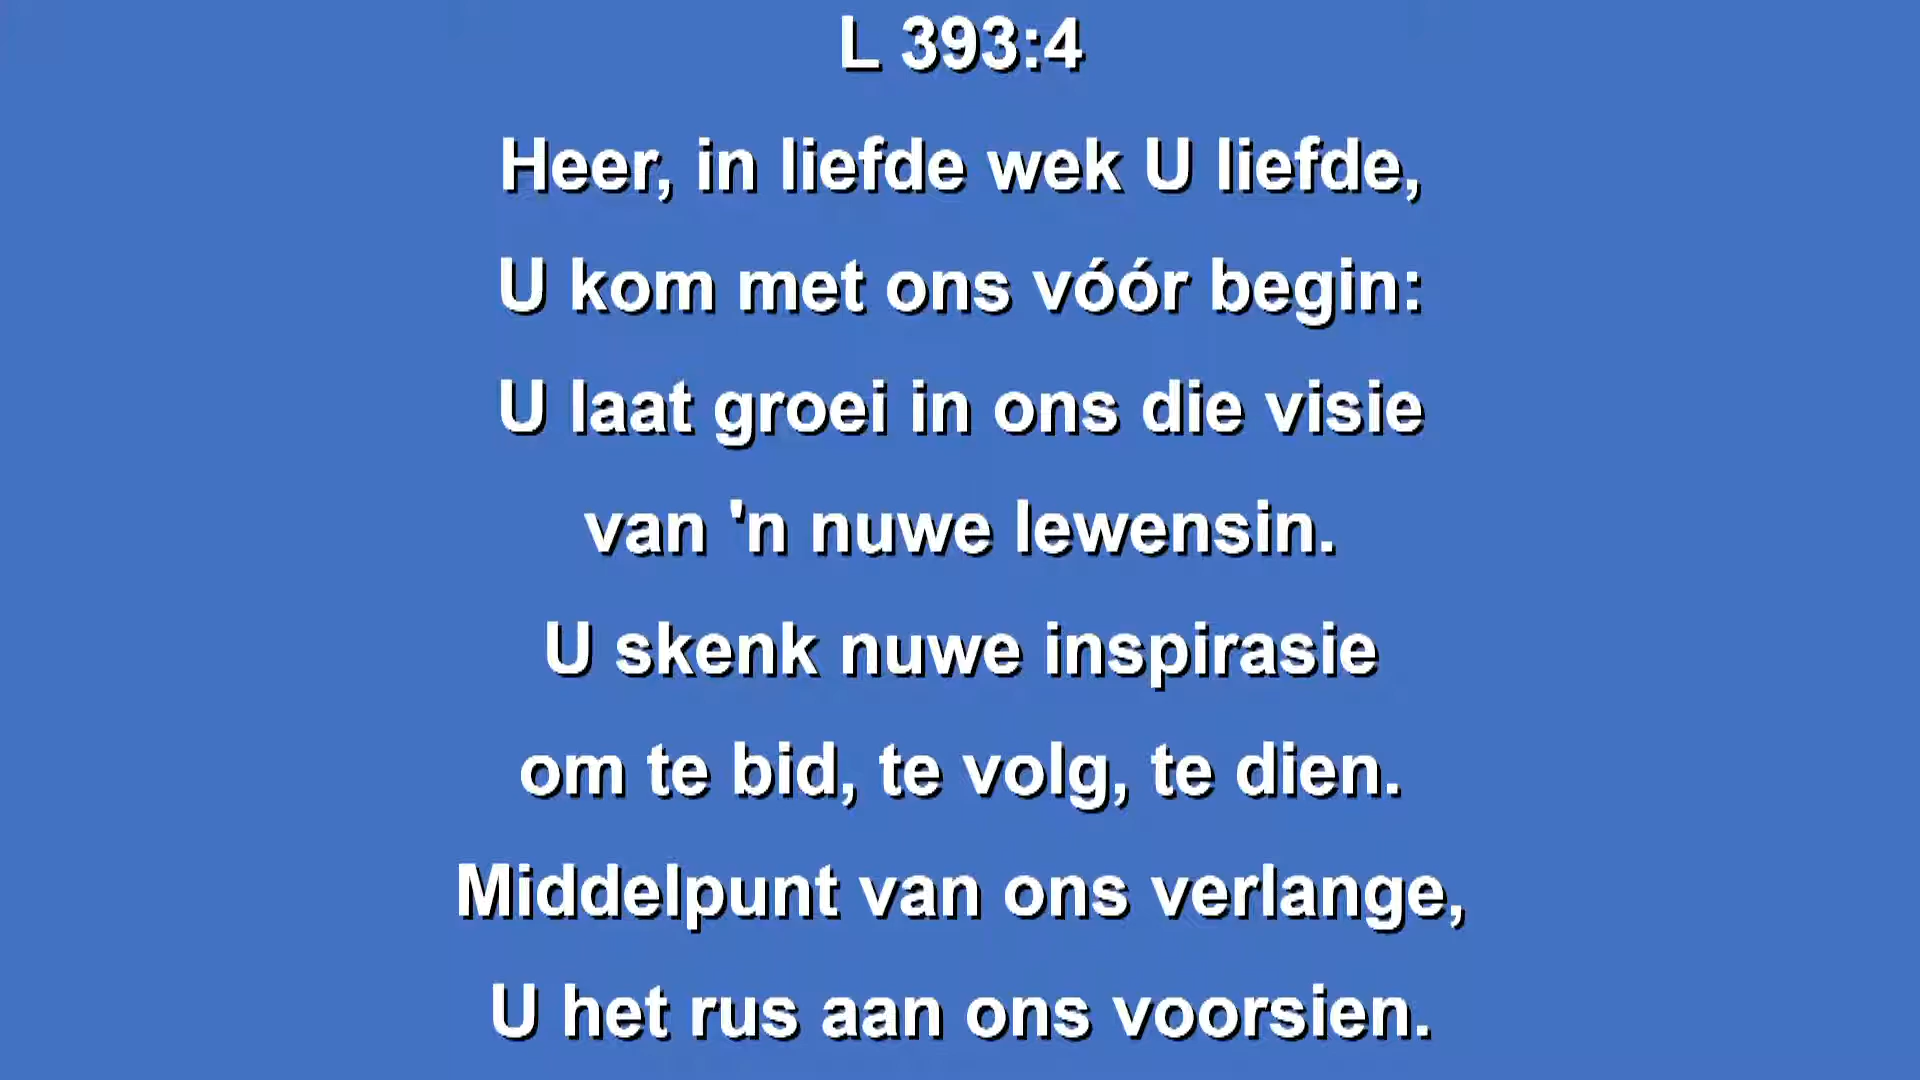 L 393:4
Heer, in liefde wek U liefde,
U kom met ons vóór begin:
U laat groei in ons die visie
van 'n nuwe lewensin.
U skenk nuwe inspirasie
om te bid, te volg, te dien.
Middelpunt van ons verlange,
U het rus aan ons voorsien.